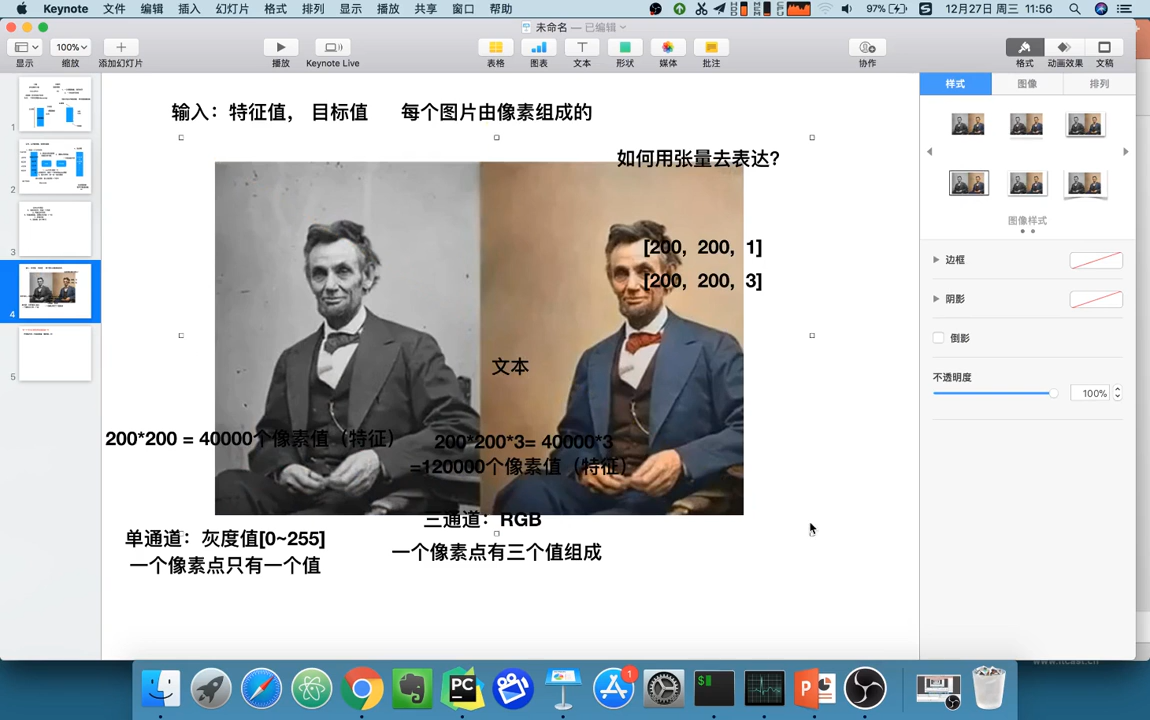 Keynote 文件 编辑 插入 幻灯片 格式 排列 显示 播放 共享 窗口 帮助
97% 12月27日 周三 11:56
未命名 — 已编辑
100%
显示 缩放 添加幻灯片 播放 Keynote Live 表格 图表 文本 形状 媒体 批注 协作 格式 动画效果 文稿
1
2
3
4
5
输入：特征值， 目标值 每个图片由像素组成的
如何用张量去表达?
[200, 200, 1]
[200, 200, 3]
文本
200*200 = 40000个像素值（特征）
200*200*3= 40000*3
=120000个像素值（特征）
三通道：RGB
一个像素点有三个值组成
单通道：灰度值[0~255]
一个像素点只有一个值
样式 图像 排列
图像样式
边框
阴影
倒影
不透明度
100%
PC
1
$
P
www.itcast.cn